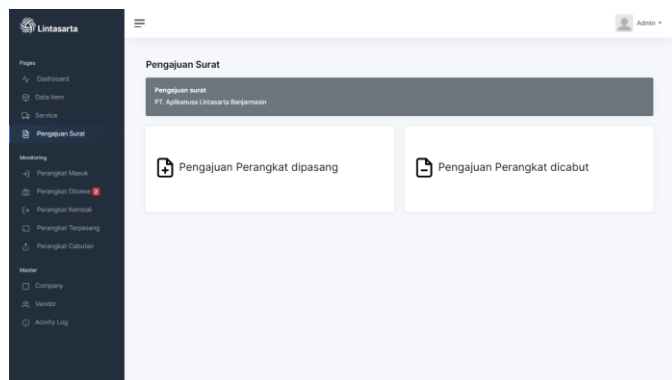 Lintasarta
Admin
Pages
Dashboard
Data Item
Service
Pengajuan Surat
Monitoring
Perangkat Masuk
Perangkat Dibawa 2
Perangkat Kembali
Perangkat Terpasang
Perangkat Cabutan
Master
Company
Vendor
Acivity Log
Pengajuan Surat
Pengajuan surat
PT. Aplikanusa Lintasarta Banjarmasin
Pengajuan Perangkat dipasang
Pengajuan Perangkat dicabut